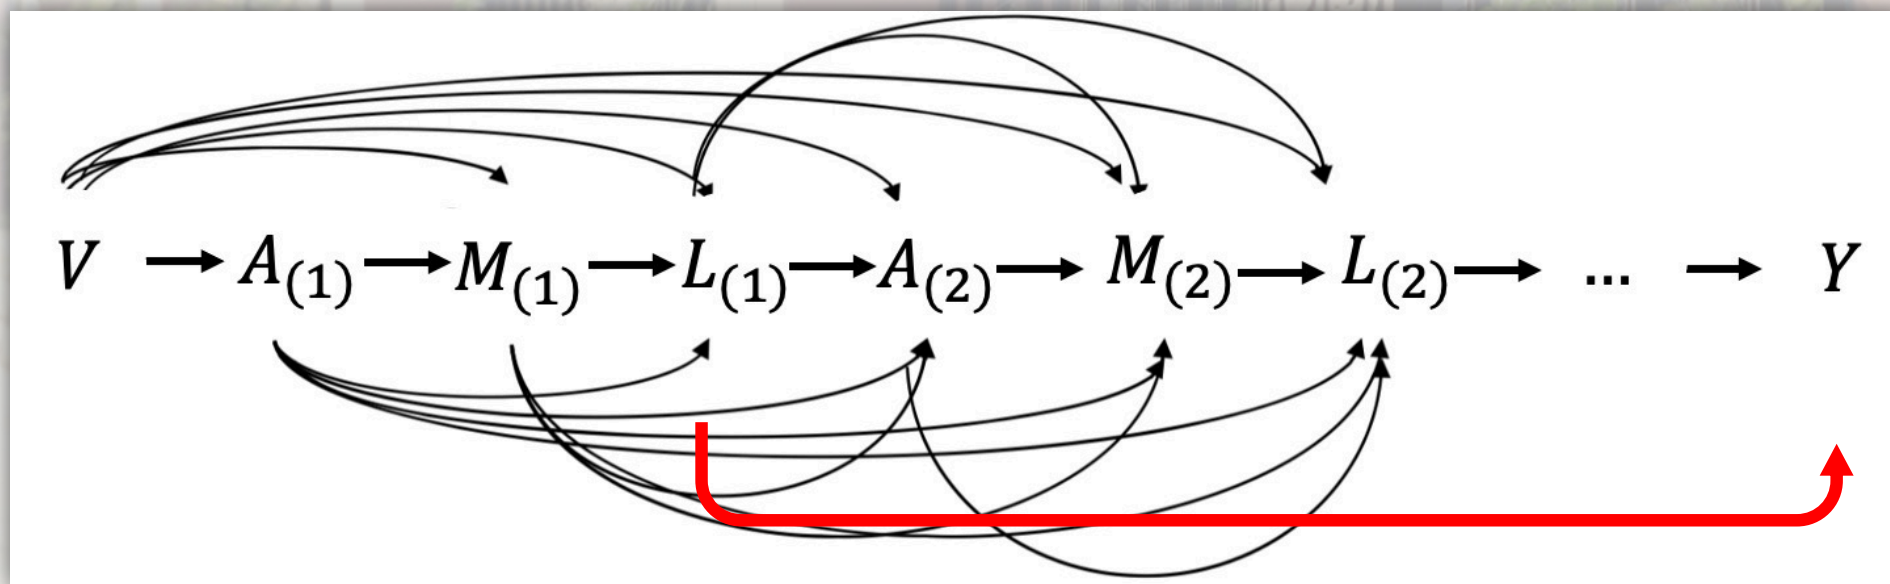 V → A(1) → M(1) → L(1) → A(2) → M(2) → L(2) → ... → Y